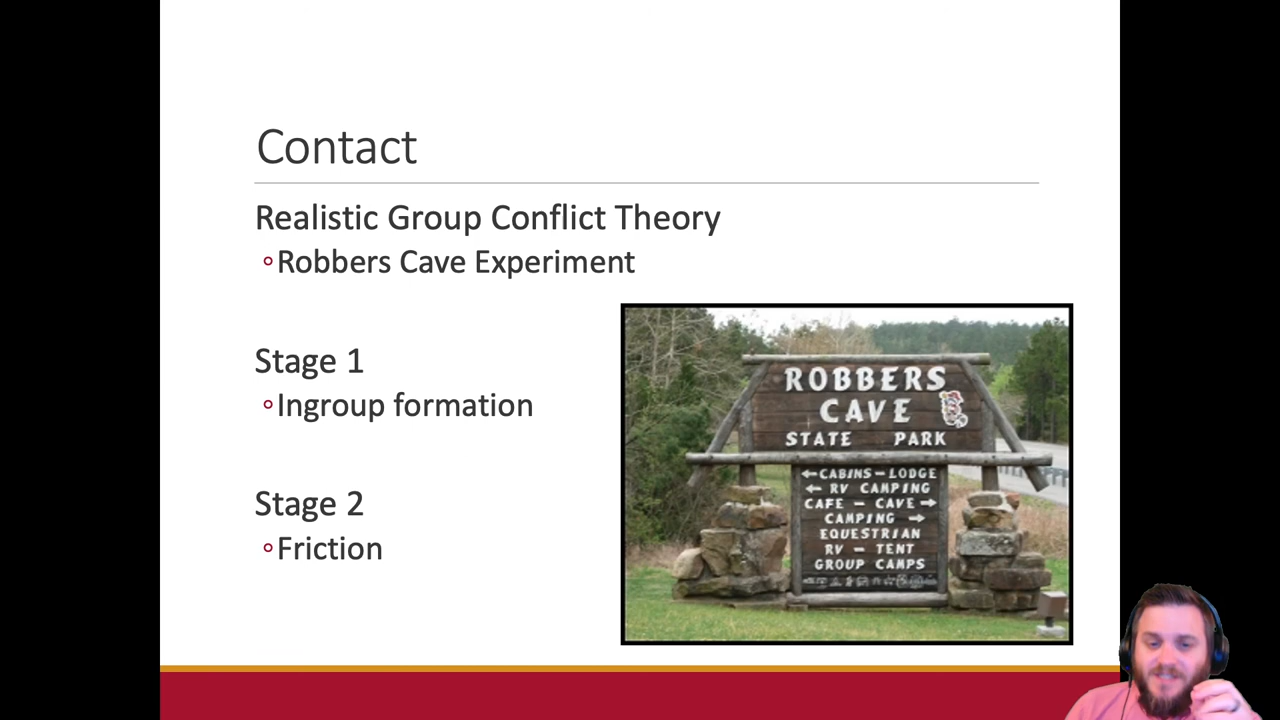 Contact
Realistic Group Conflict Theory
Robbers Cave Experiment
Stage 1
Ingroup formation
Stage 2
Friction
ROBBERS
CAVE
STATE PARK
←CABINS–LODGE
← RV CAMPING
CAFE – CAVE→
CAMPING →
EQUESTRIAN
RV – TENT
GROUP CAMPS